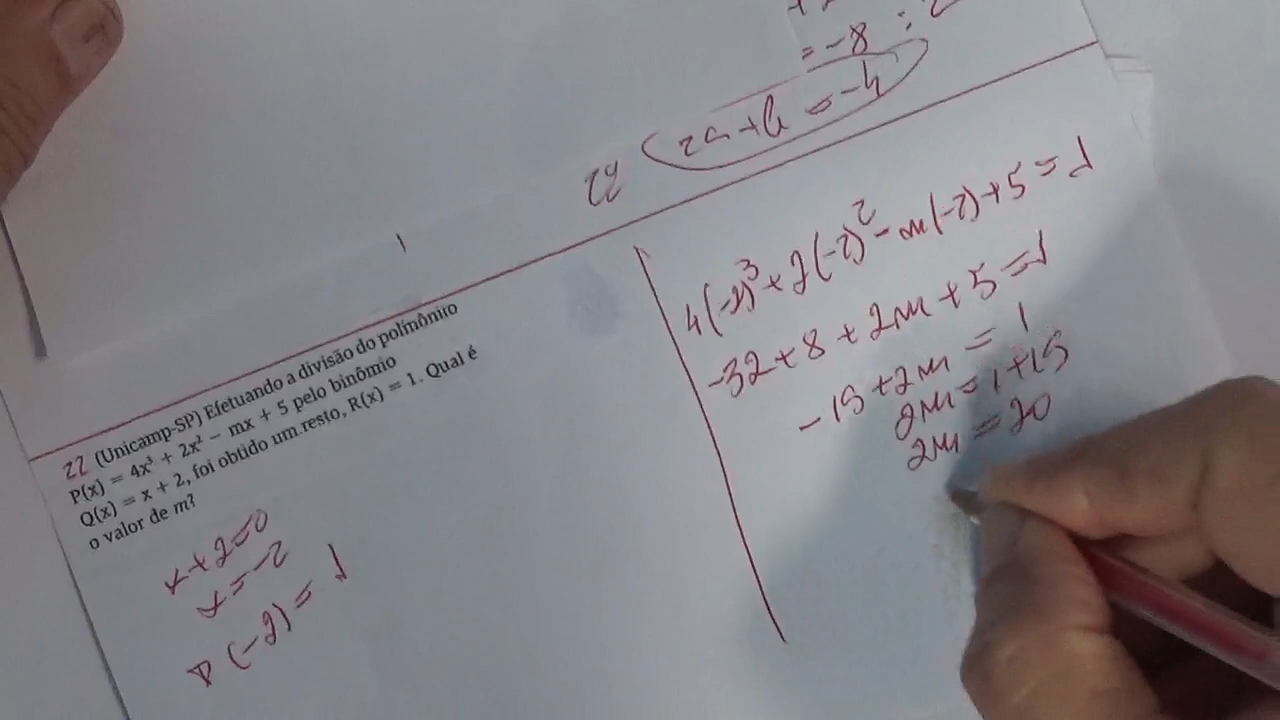 = -8 : 2
2a+b = -4
22
22 (Unicamp-SP) Efetuando a divisão do polinômiro
P(x) = 4x³ + 2x² − mx + 5 pelo binômio
Q(x) = x + 2, foi obtido um resto, R(x) = 1. Qual é
o valor de m?
x+2=0
x=-2
P(-2)=1
4(-2)³+2(-2)²-m(-2)+5=1
-32+8+2m+5=1
-19+2m=1
2m=1+19
2m=20